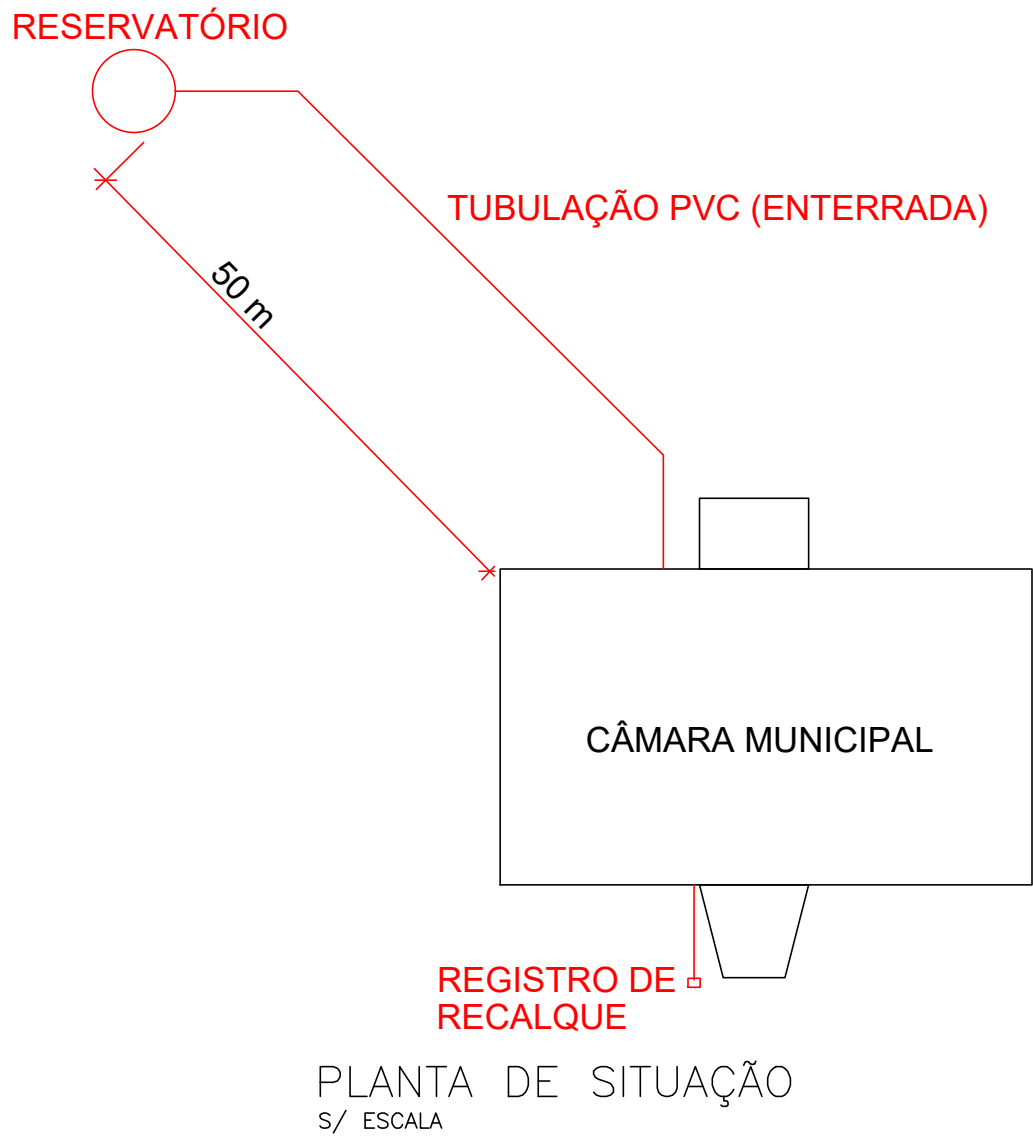 RESERVATÓRIO
TUBULAÇÃO PVC (ENTERRADA)
50 m
CÂMARA MUNICIPAL
REGISTRO DE
RECALQUE
PLANTA DE SITUAÇÃO
S/ ESCALA